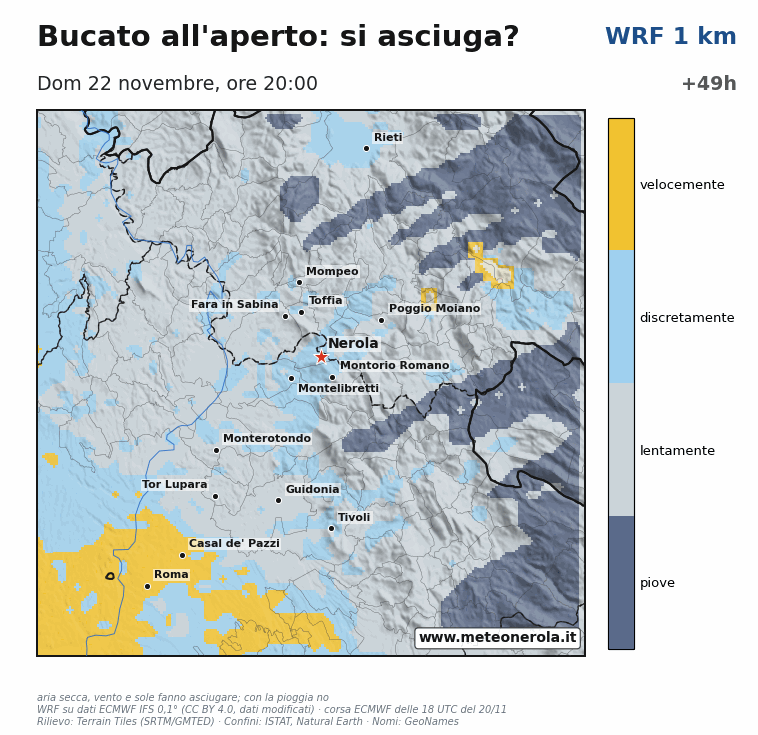 Bucato all'aperto: si asciuga?
WRF 1 km
Dom 22 novembre, ore 20:00
+49h
Rieti
Mompeo
Fara in Sabina
Toffia
Poggio Moiano
Nerola
Montorio Romano
Montelibretti
Monterotondo
Tor Lupara
Guidonia
Tivoli
Casal de' Pazzi
Roma
www.meteonerola.it
velocemente
discretamente
lentamente
piove
aria secca, vento e sole fanno asciugare; con la pioggia no
WRF su dati ECMWF IFS 0,1° (CC BY 4.0, dati modificati) · corsa ECMWF delle 18 UTC del 20/11
Rilievo: Terrain Tiles (SRTM/GMTED) · Confini: ISTAT, Natural Earth · Nomi: GeoNames